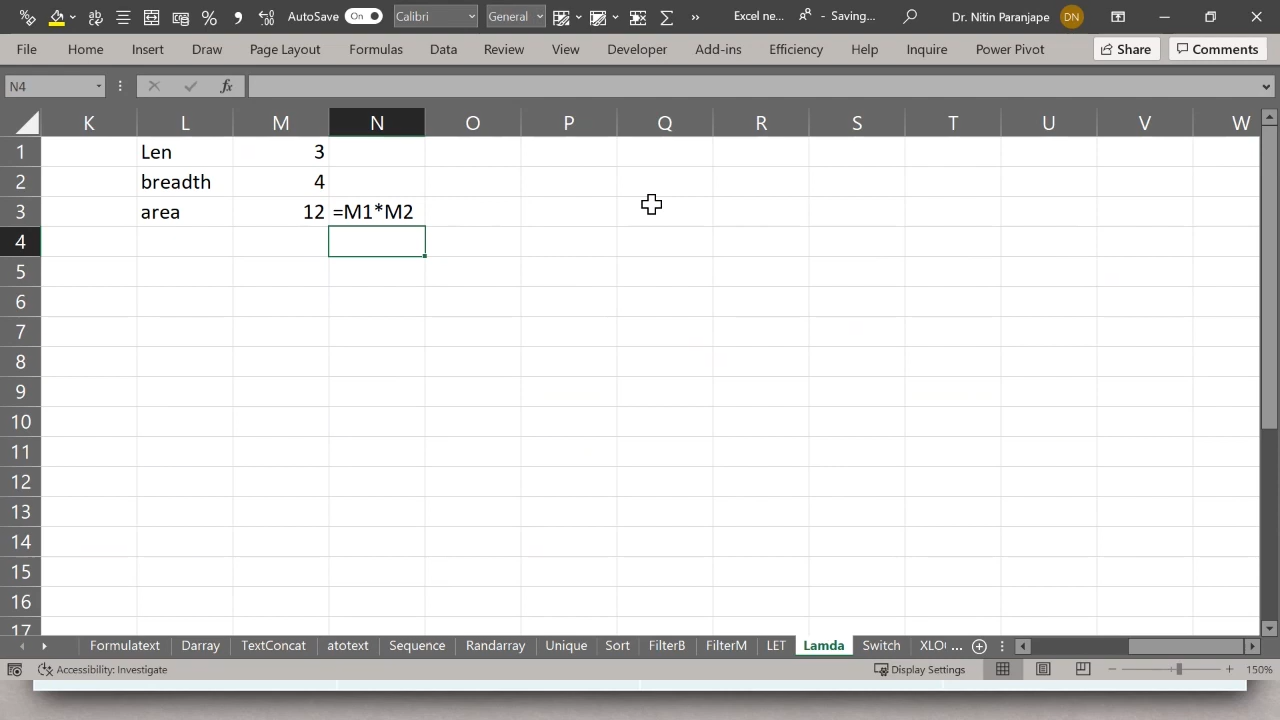 AutoSave On Calibri General Excel ne... Saving... Dr. Nitin Paranjape DN
File Home Insert Draw Page Layout Formulas Data Review View Developer Add-ins Efficiency Help Inquire Power Pivot Share Comments
N4 fx
K L M N O P Q R S T U V W
1 Len 3
2 breadth 4
3 area 12 =M1*M2
4
5
6
7
8
9
10
11
12
13
14
15
16
17
Formulatext Darray TextConcat atotext Sequence Randarray Unique Sort FilterB FilterM LET Lamda Switch XLO ...
Accessibility: Investigate Display Settings 150%